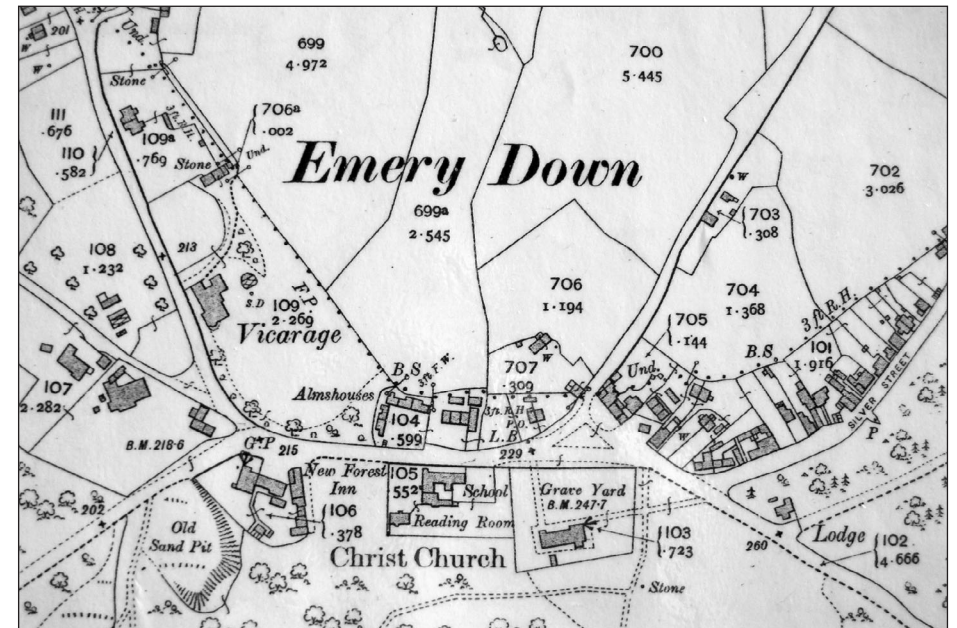 201
Und.
W
W
Stone
699
4.972
700
5.445
111
.676
110
.582
109a
.769
3ft. R.H.
706a
.002
Stone
Und.
Emery Down
702
3.026
W
703
.308
699a
2.545
108
1.232
213
F.P.
S.D
109
2.269
Vicarage
706
1.194
704
1.368
3ft. R.H.
705
.144
B.S.
101
1.916
SILVER STREET
P
107
2.282
Almshouses
B.S.
3ft. F.W.
707
.309
W
Und.
104
.599
3ft. R.H.
P.O.
L.B
W
B.M. 218.6
G.P
215
229
New Forest
Inn
105
552
School
Grave Yard
B.M. 247.7
202
Old
Sand Pit
106
.378
Reading Room
Christ Church
103
.723
260
Lodge
102
4.666
Stone